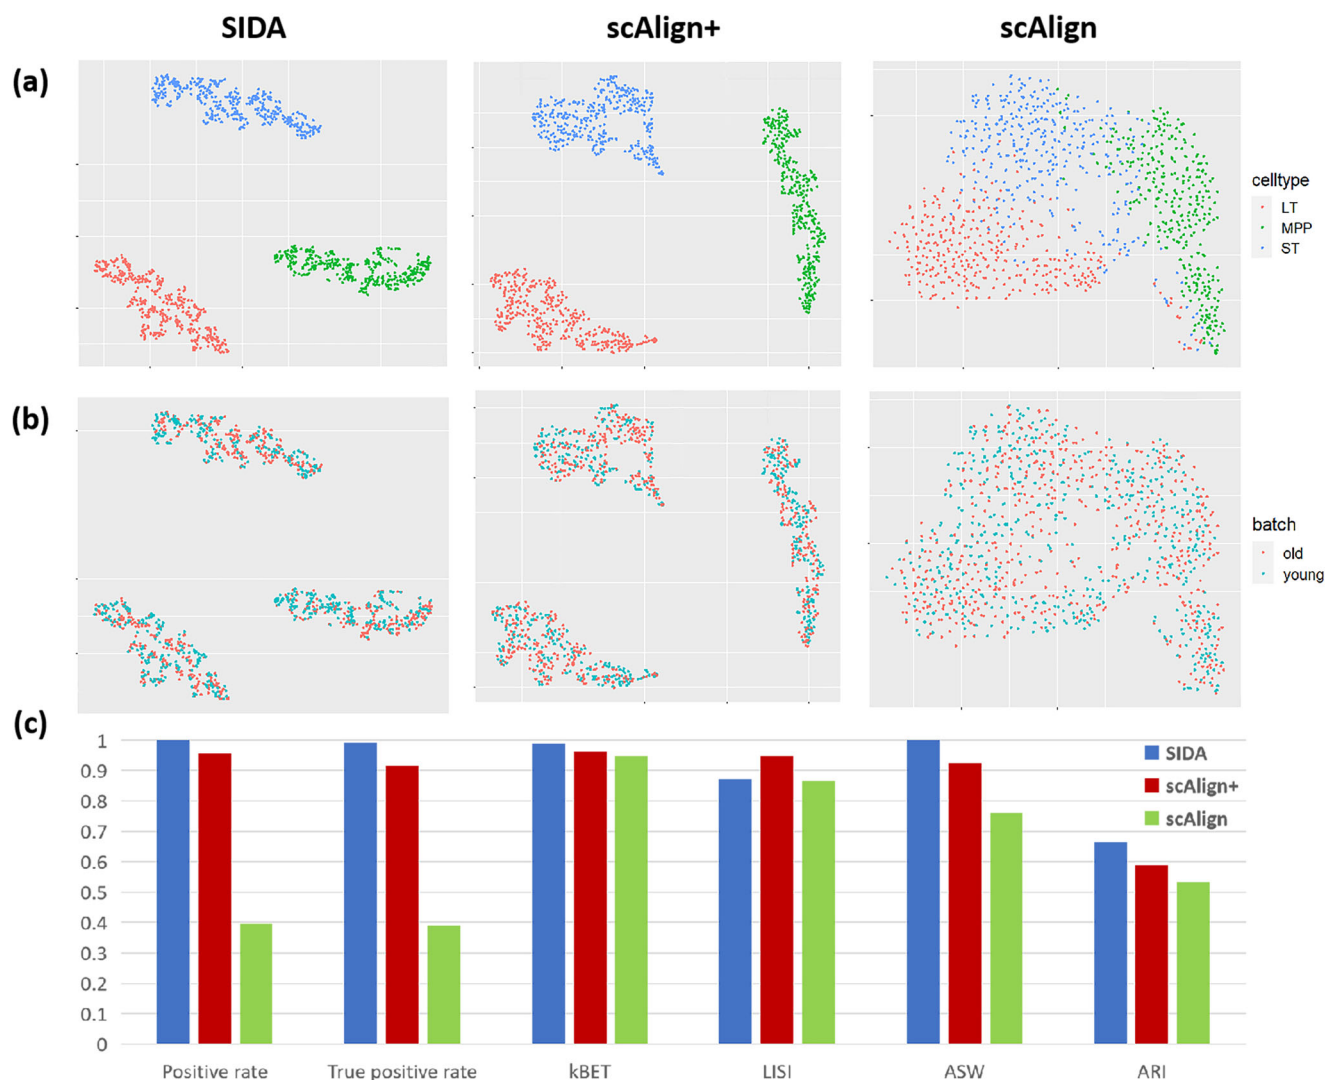 SIDA scAlign+ scAlign
(a)
celltype
LT
MPP
ST
(b)
batch
old
young
(c)
1
0.9
0.8
0.7
0.6
0.5
0.4
0.3
0.2
0.1
0
SIDA
scAlign+
scAlign
Positive rate True positive rate kBET LISI ASW ARI